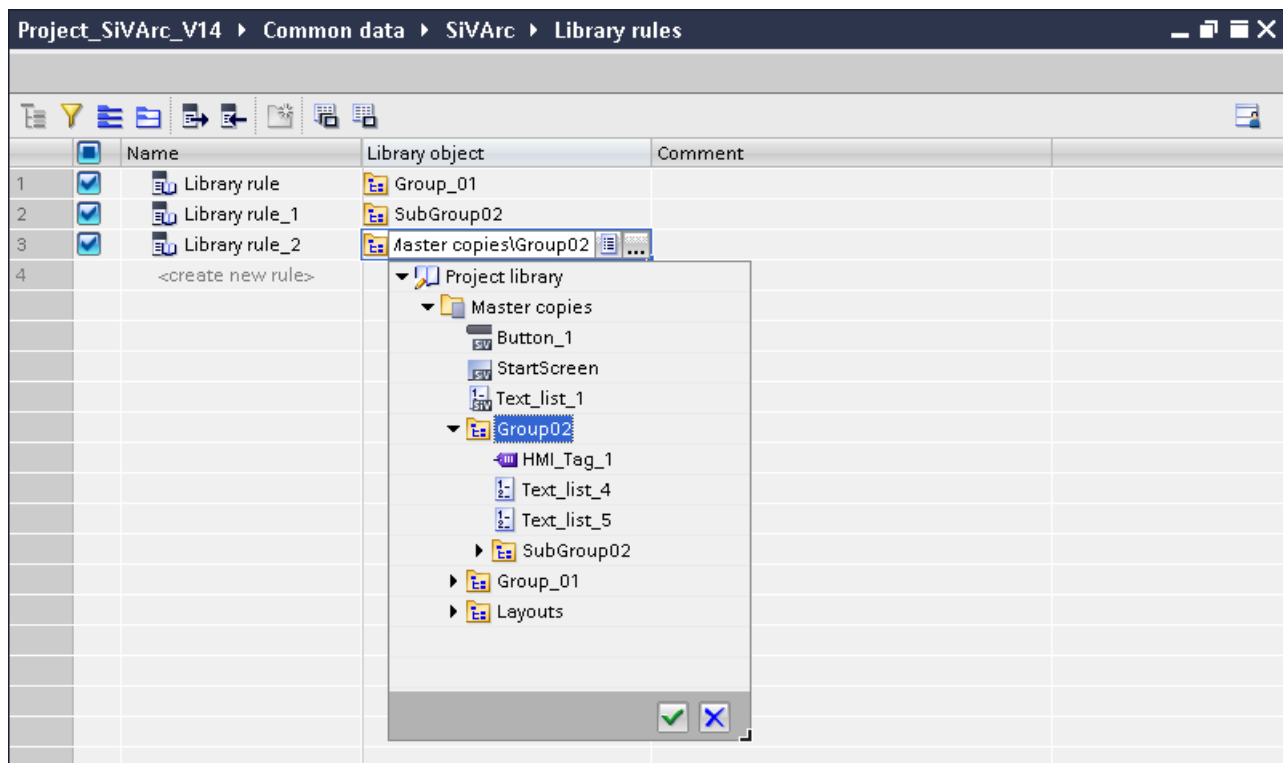 Project_SiVArc_V14 ▸ Common data ▸ SiVArc ▸ Library rules
Name Library object Comment
1 Library rule Group_01
2 Library rule_1 SubGroup02
3 Library rule_2 Master copies\Group02 ...
4 <create new rule>
Project library
Master copies
Button_1
StartScreen
Text_list_1
Group02
HMI_Tag_1
Text_list_4
Text_list_5
SubGroup02
Group_01
Layouts